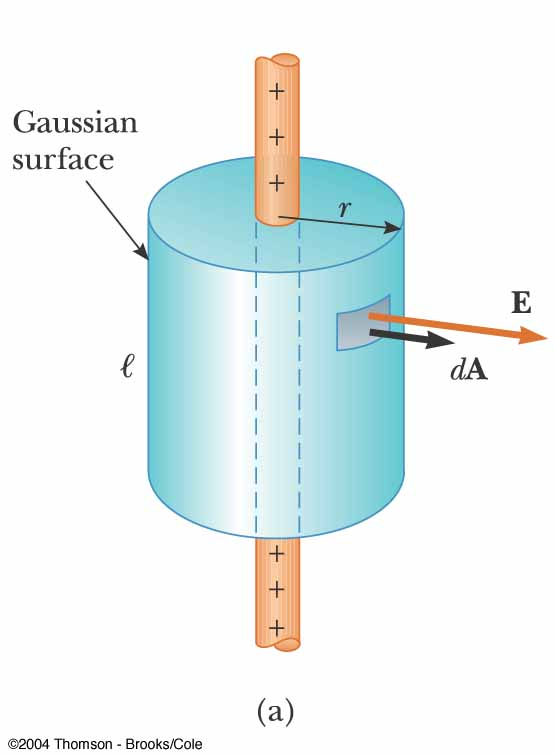 +
+
Gaussian
surface
+
r
E
dA
ℓ
+
+
+
(a)
©2004 Thomson - Brooks/Cole